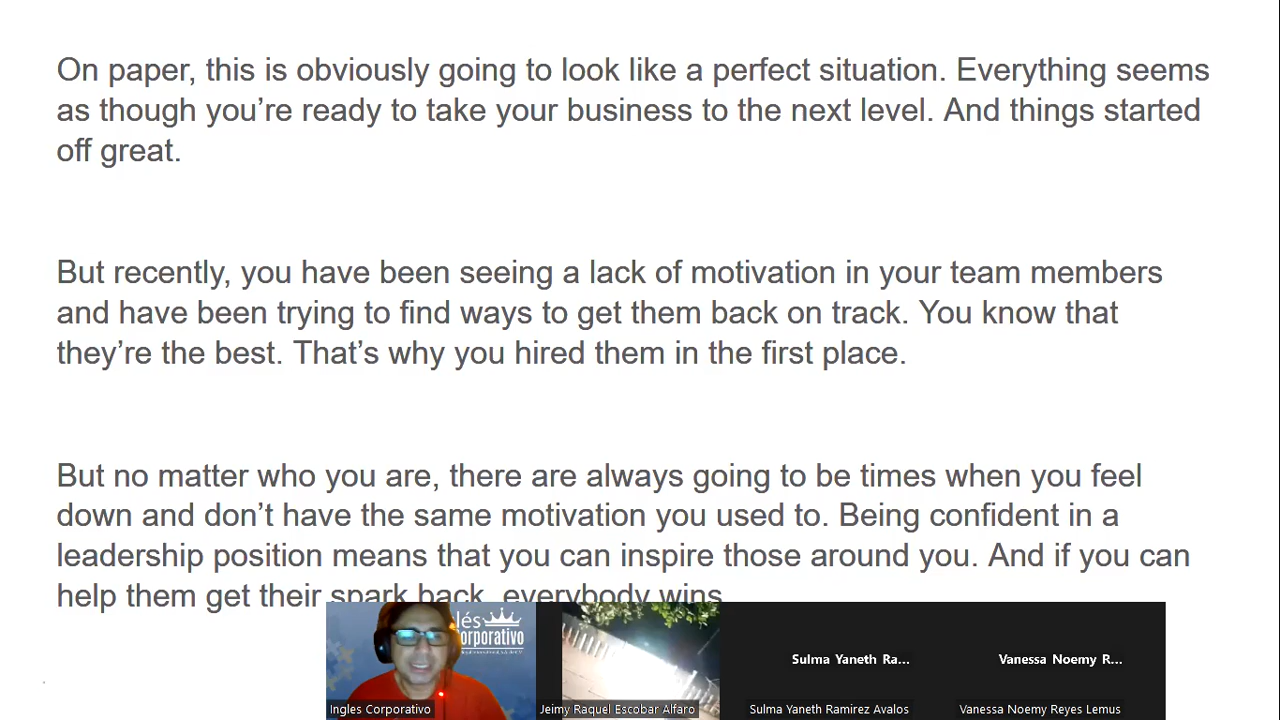 On paper, this is obviously going to look like a perfect situation. Everything seems
as though you're ready to take your business to the next level. And things started
off great.
But recently, you have been seeing a lack of motivation in your team members
and have been trying to find ways to get them back on track. You know that
they're the best. That's why you hired them in the first place.
But no matter who you are, there are always going to be times when you feel
down and don't have the same motivation you used to. Being confident in a
leadership position means that you can inspire those around you. And if you can
help them get their spark back, everybody wins
lés
orporativo
Sulma Yaneth Ra...
Vanessa Noemy R...
Ingles Corporativo
Jeimy Raquel Escobar Alfaro
Sulma Yaneth Ramirez Avalos
Vanessa Noemy Reyes Lemus